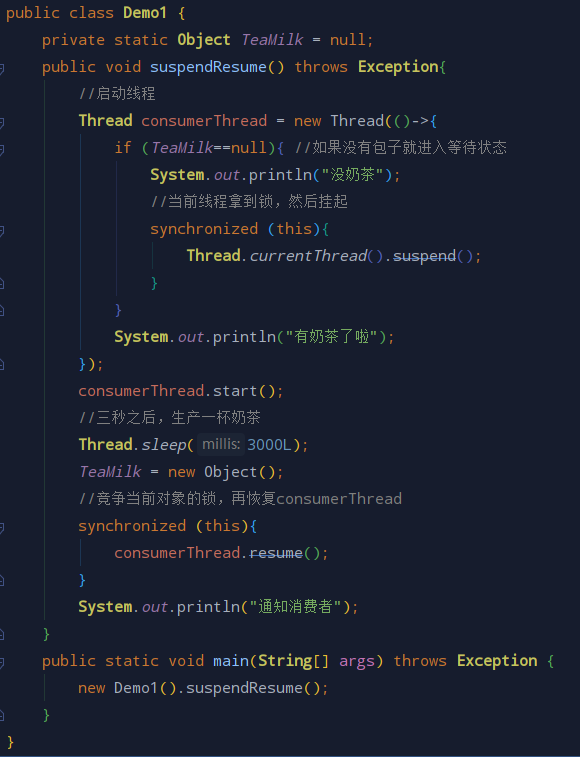 public class Demo1 {
private static Object TeaMilk = null;
public void suspendResume() throws Exception{
//启动线程
Thread consumerThread = new Thread(()->{
if (TeaMilk==null){ //如果没有包子就进入等待状态
System.out.println("没奶茶");
//当前线程拿到锁，然后挂起
synchronized (this){
Thread.currentThread().suspend();
}
}
System.out.println("有奶茶了啦");
});
consumerThread.start();
//三秒之后，生产一杯奶茶
Thread.sleep( millis: 3000L);
TeaMilk = new Object();
//竞争当前对象的锁，再恢复consumerThread
synchronized (this){
consumerThread.resume();
}
System.out.println("通知消费者");
}
public static void main(String[] args) throws Exception {
new Demo1().suspendResume();
}
}